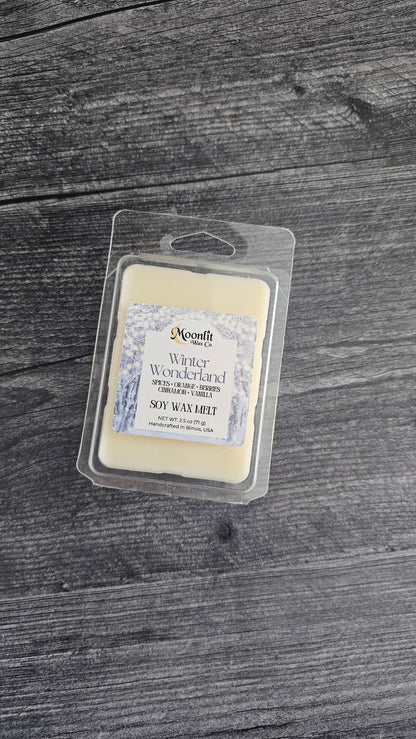 Moonlit
Wax Co
Winter
Wonderland
SPICES • ORANGE • BERRIES
CINNAMON • VANILLA
SOY WAX MELT
NET WT. 2.5 oz (71 g)
Handcrafted in Illinois, USA